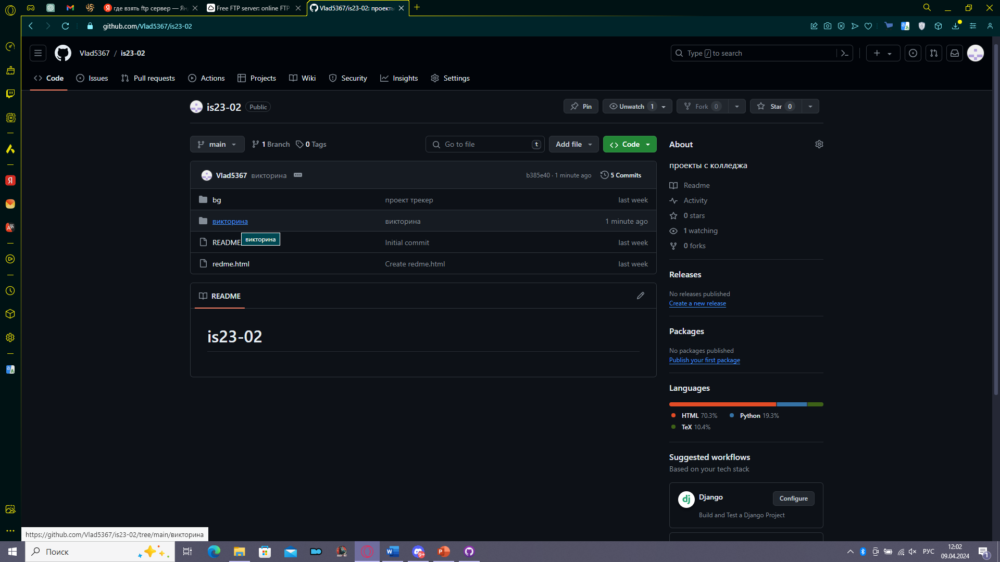 где взять ftp сервер — Ян
Free FTP server: online FTP
Vlad5367/is23-02: проекты
github.com/Vlad5367/is23-02
Vlad5367 / is23-02
Type / to search
Code
Issues
Pull requests
Actions
Projects
Wiki
Security
Insights
Settings
is23-02 Public
Pin
Unwatch 1
Fork 0
Star 0
main
1 Branch
0 Tags
Go to file t
Add file
Code
Vlad5367 викторина
b385e40 · 1 minute ago
5 Commits
bg проект трекер last week
викторина викторина 1 minute ago
README Initial commit last week
викторина
redme.html Create redme.html last week
README
is23-02
About
проекты с колледжа
Readme
Activity
0 stars
1 watching
0 forks
Releases
No releases published
Create a new release
Packages
No packages published
Publish your first package
Languages
HTML 70.3% Python 19.3%
TeX 10.4%
Suggested workflows
Based on your tech stack
dj Django Configure
Build and Test a Django Project
https://github.com/Vlad5367/is23-02/tree/main/викторина
Поиск
9+
РУС
12:02
09.04.2024
1